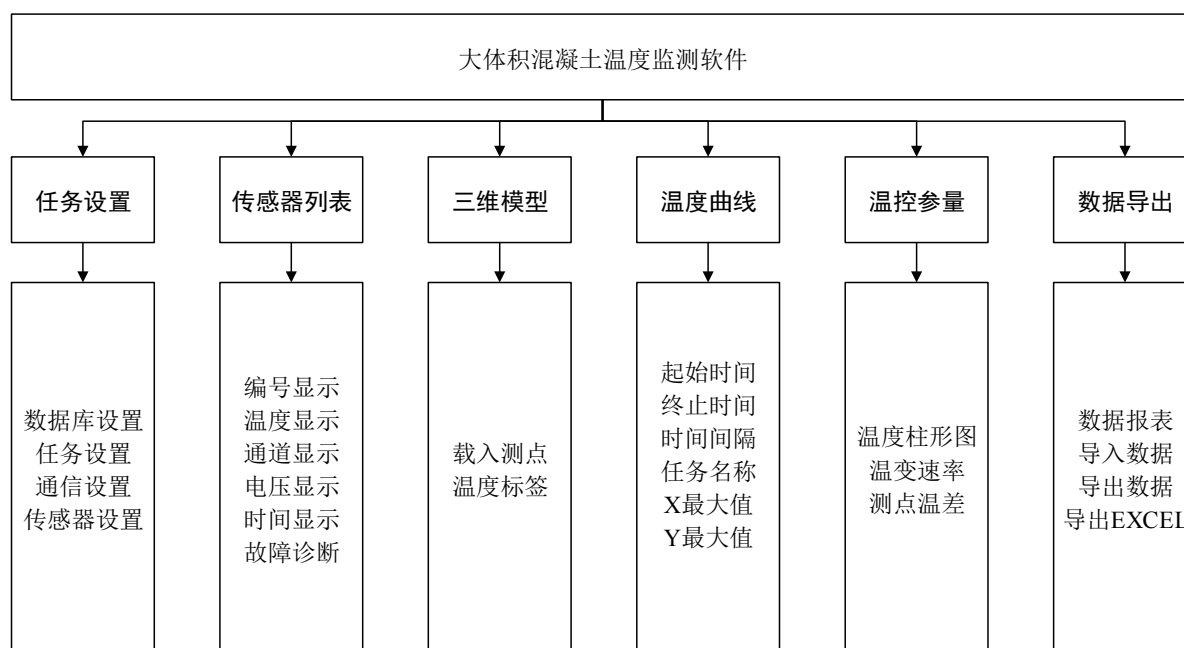 大体积混凝土温度监测软件
任务设置
传感器列表
三维模型
温度曲线
温控参量
数据导出
数据库设置
任务设置
通信设置
传感器设置
编号显示
温度显示
通道显示
电压显示
时间显示
故障诊断
载入测点
温度标签
起始时间
终止时间
时间间隔
任务名称
X最大值
Y最大值
温度柱形图
温变速率
测点温差
数据报表
导入数据
导出数据
导出EXCEL